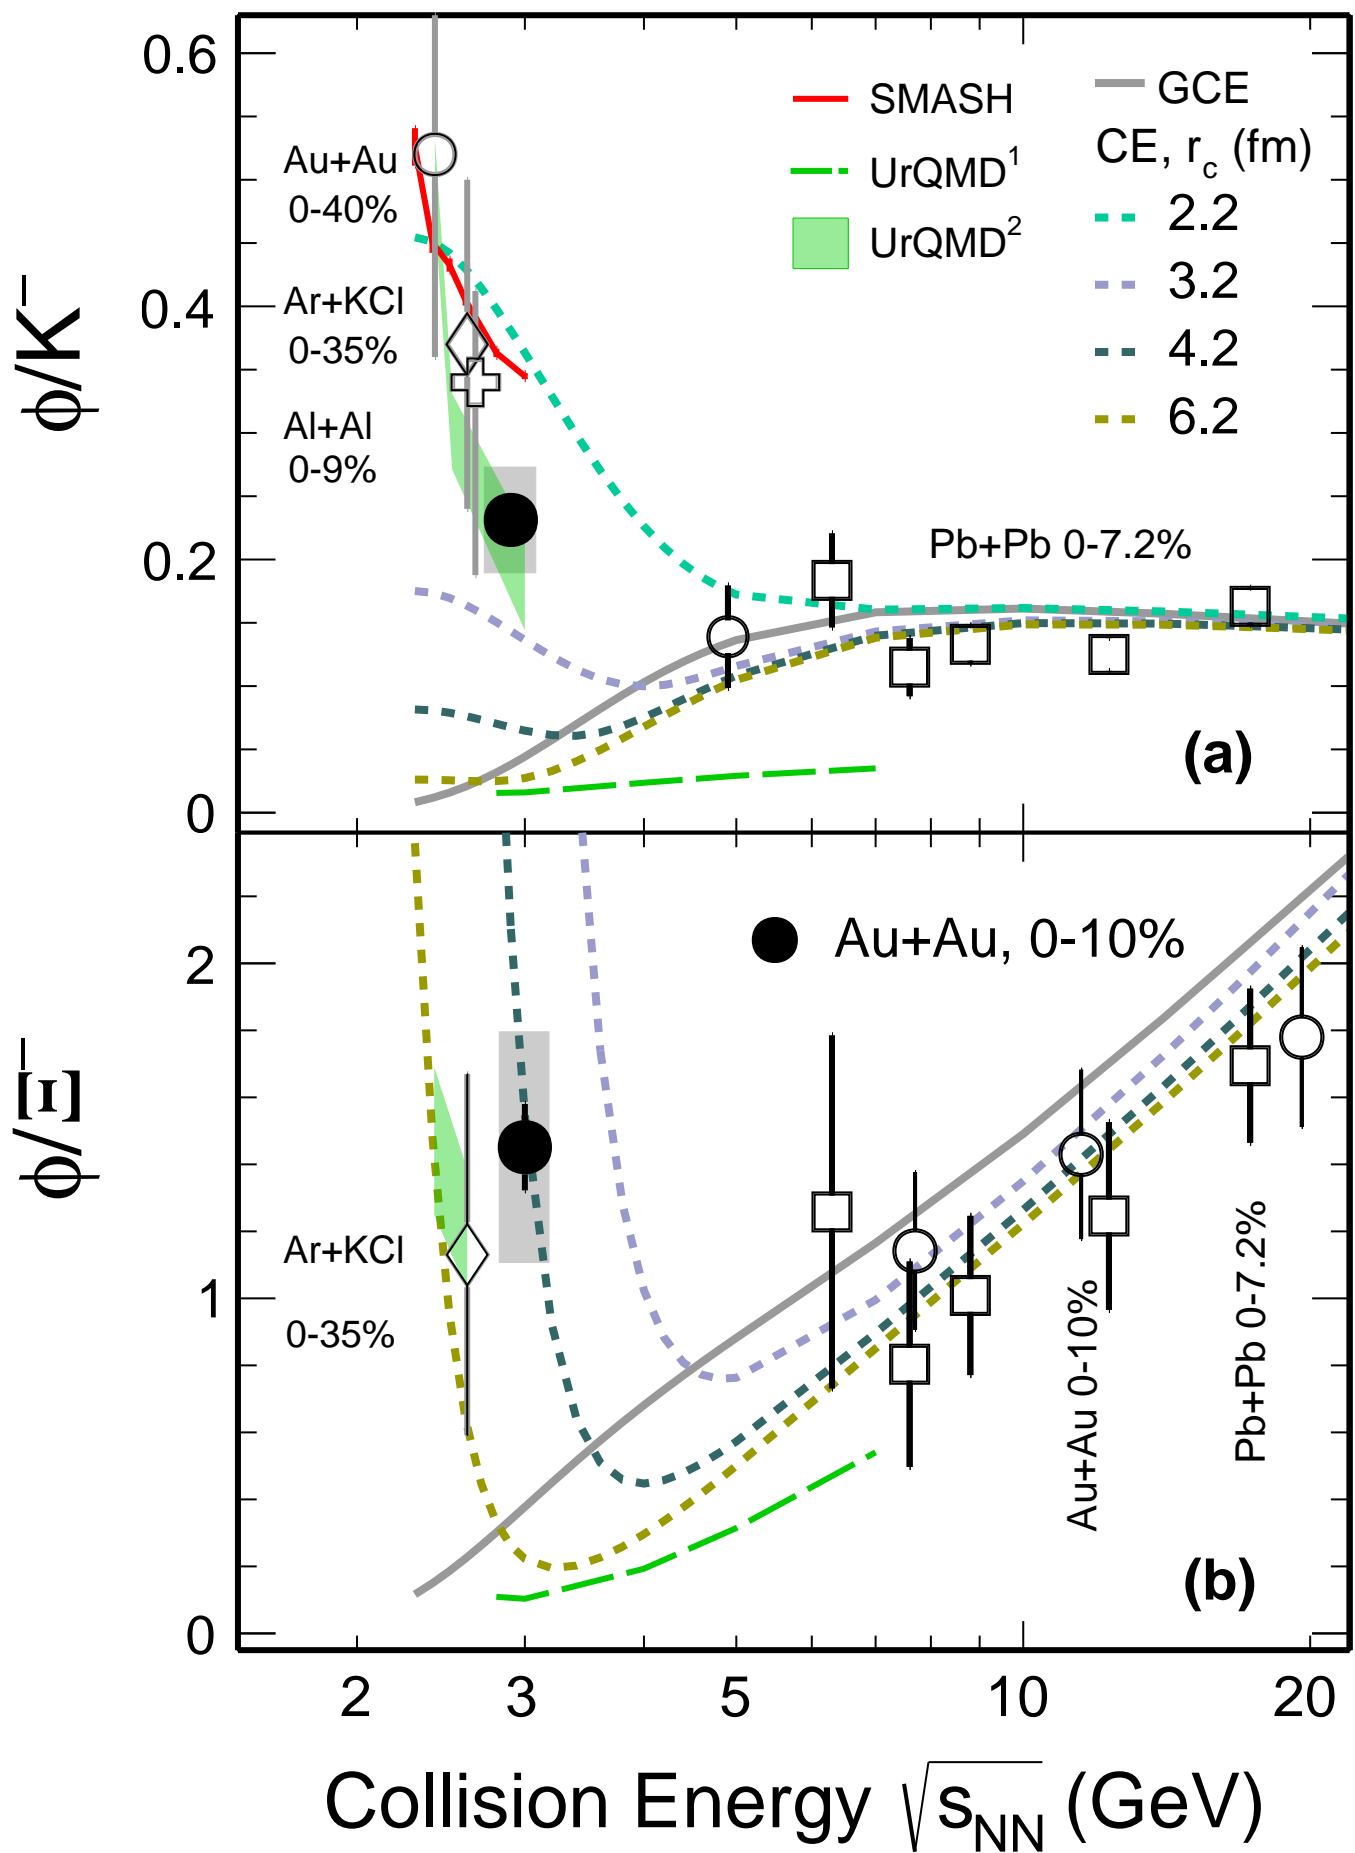 0.6
0.4
0.2
0
ϕ/K⁻
SMASH
UrQMD¹
UrQMD²
GCE
CE, r_c (fm)
2.2
3.2
4.2
6.2
Au+Au
0-40%
Ar+KCl
0-35%
Al+Al
0-9%
Pb+Pb 0-7.2%
(a)
2
1
0
ϕ/Ξ⁻
Au+Au, 0-10%
Ar+KCl
0-35%
Au+Au 0-10%
Pb+Pb 0-7.2%
(b)
2 3 5 10 20
Collision Energy √s_NN (GeV)